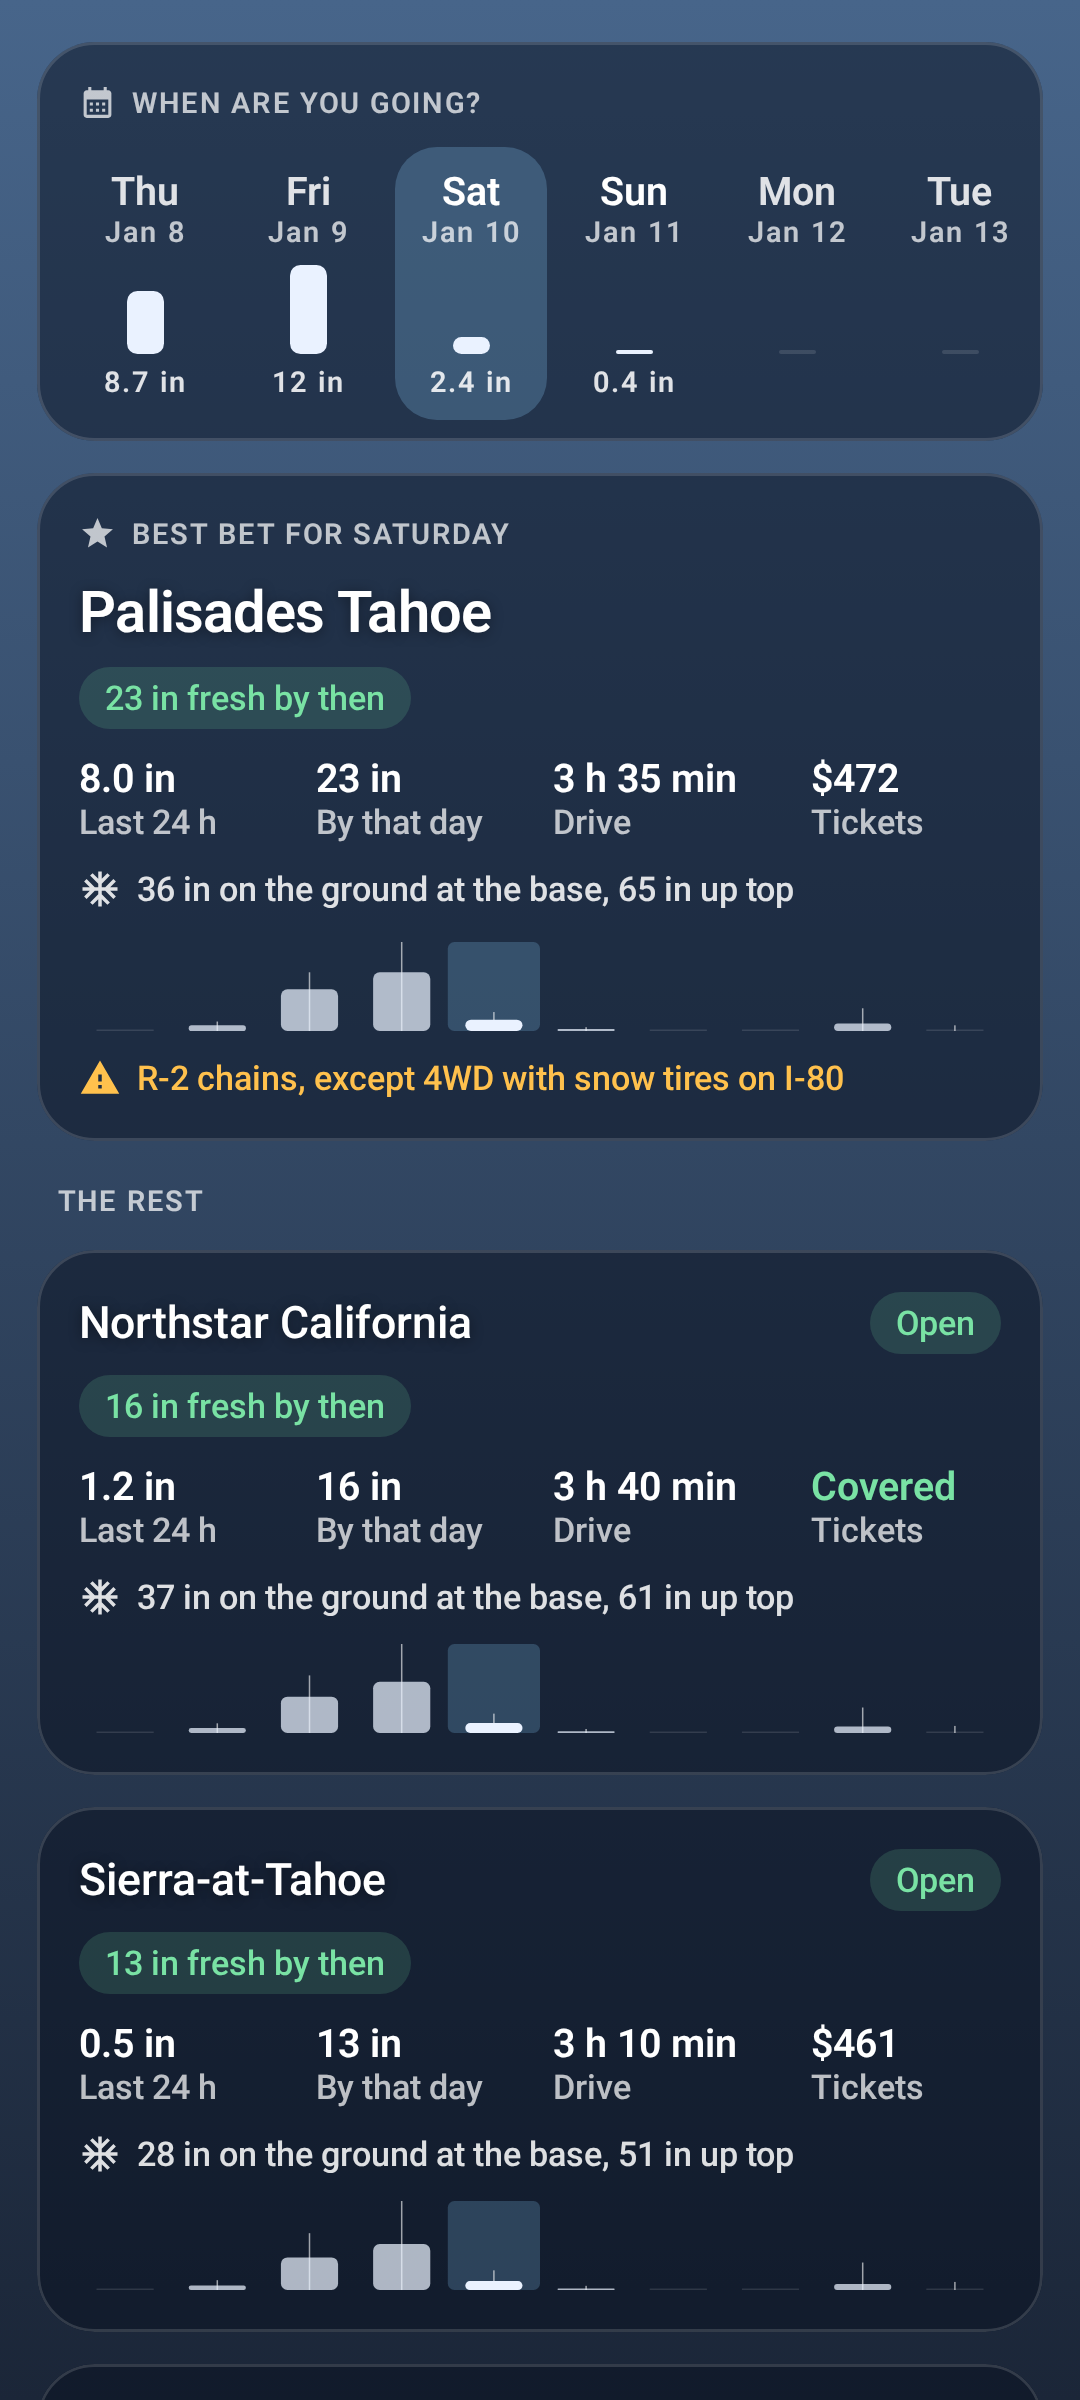 WHEN ARE YOU GOING?
Thu Fri Sat Sun Mon Tue
Jan 8 Jan 9 Jan 10 Jan 11 Jan 12 Jan 13
8.7 in 12 in 2.4 in 0.4 in
BEST BET FOR SATURDAY
Palisades Tahoe
23 in fresh by then
8.0 in 23 in 3 h 35 min $472
Last 24 h By that day Drive Tickets
36 in on the ground at the base, 65 in up top
R-2 chains, except 4WD with snow tires on I-80
THE REST
Northstar California Open
16 in fresh by then
1.2 in 16 in 3 h 40 min Covered
Last 24 h By that day Drive Tickets
37 in on the ground at the base, 61 in up top
Sierra-at-Tahoe Open
13 in fresh by then
0.5 in 13 in 3 h 10 min $461
Last 24 h By that day Drive Tickets
28 in on the ground at the base, 51 in up top